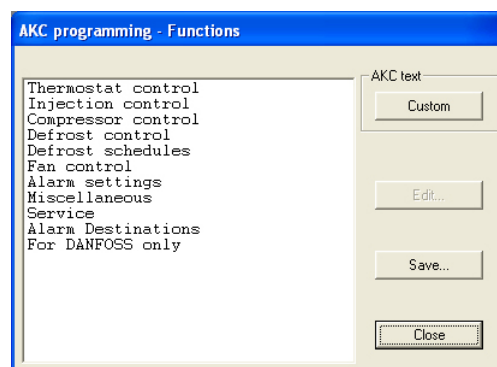 AKC programming - Functions
Thermostat control
Injection control
Compressor control
Defrost control
Defrost schedules
Fan control
Alarm settings
Miscellaneous
Service
Alarm Destinations
For DANFOSS only
AKC text
Custom
Edit...
Save...
Close